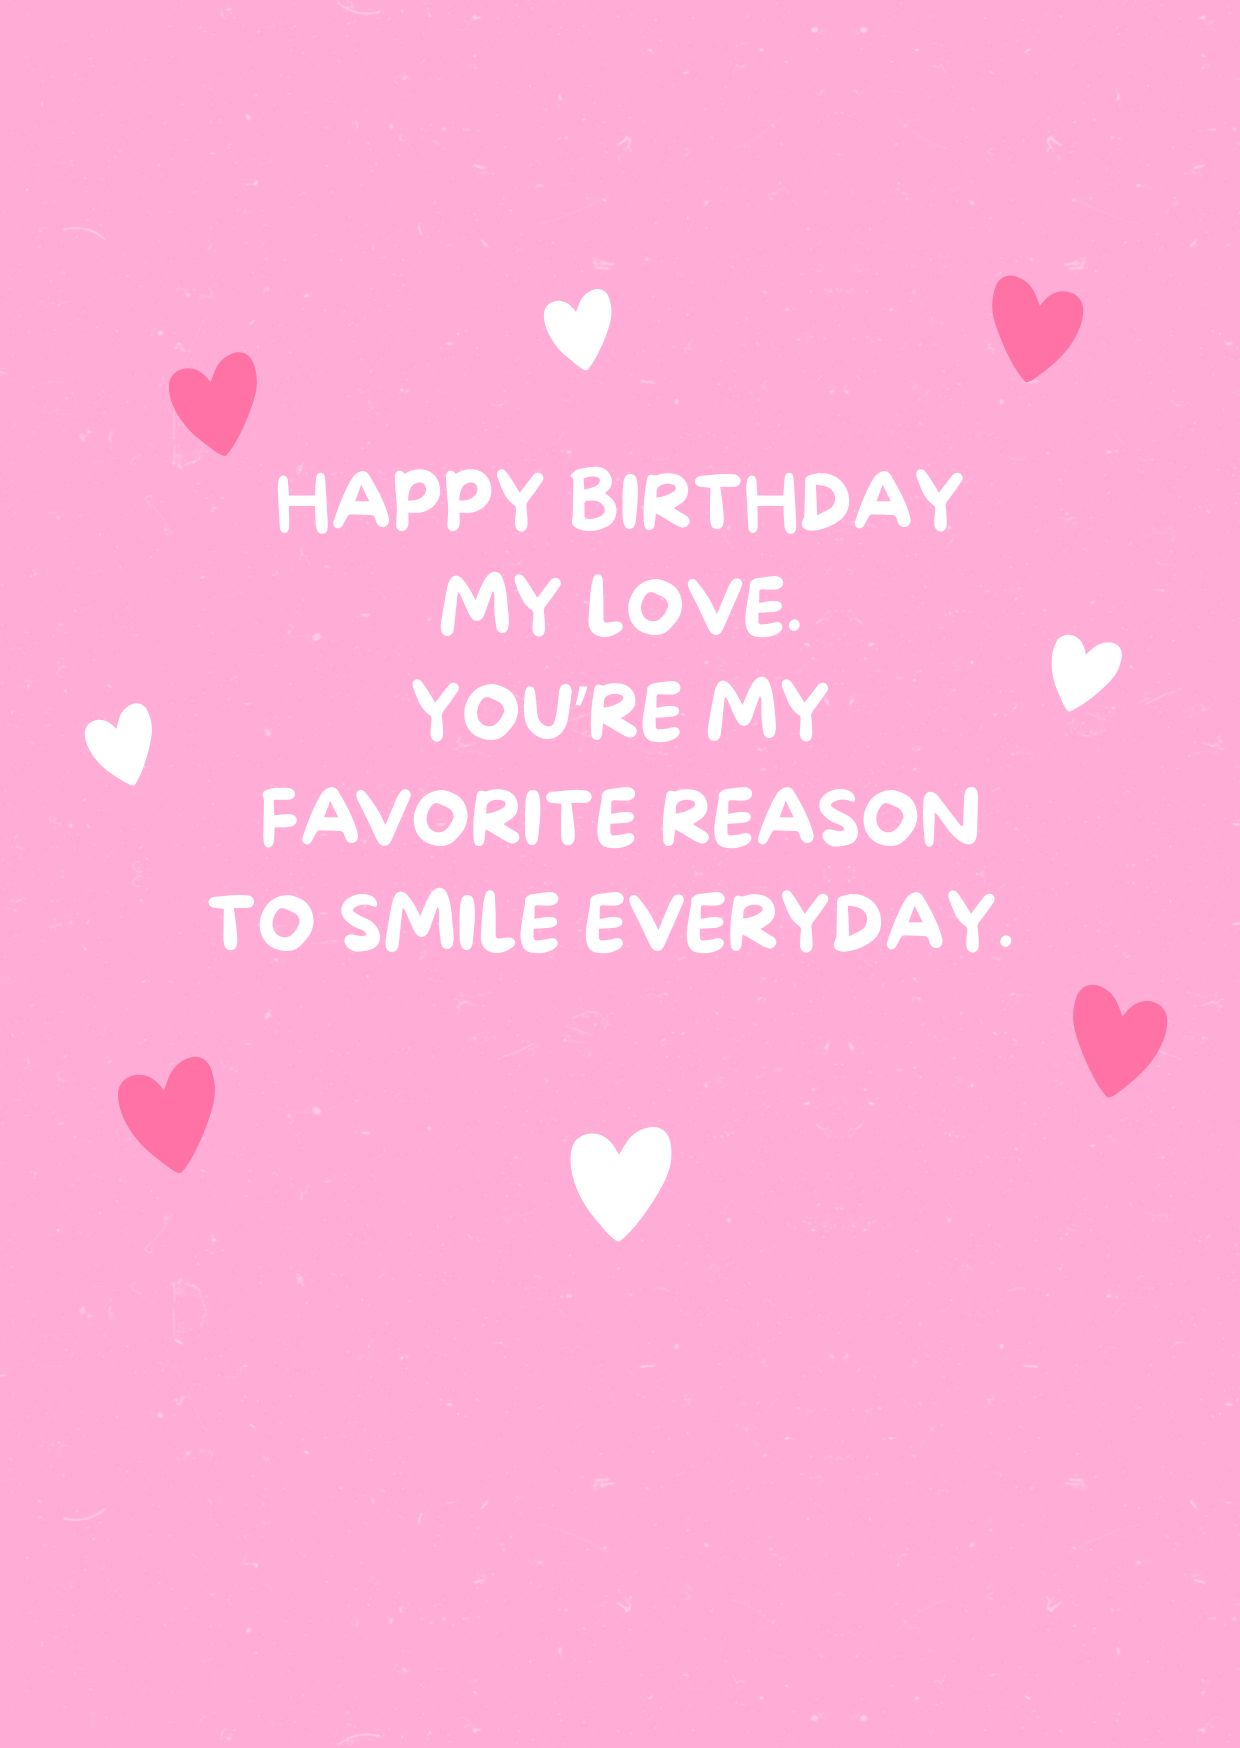 HAPPY BIRTHDAY
MY LOVE.
YOU'RE MY
FAVORITE REASON
TO SMILE EVERYDAY.